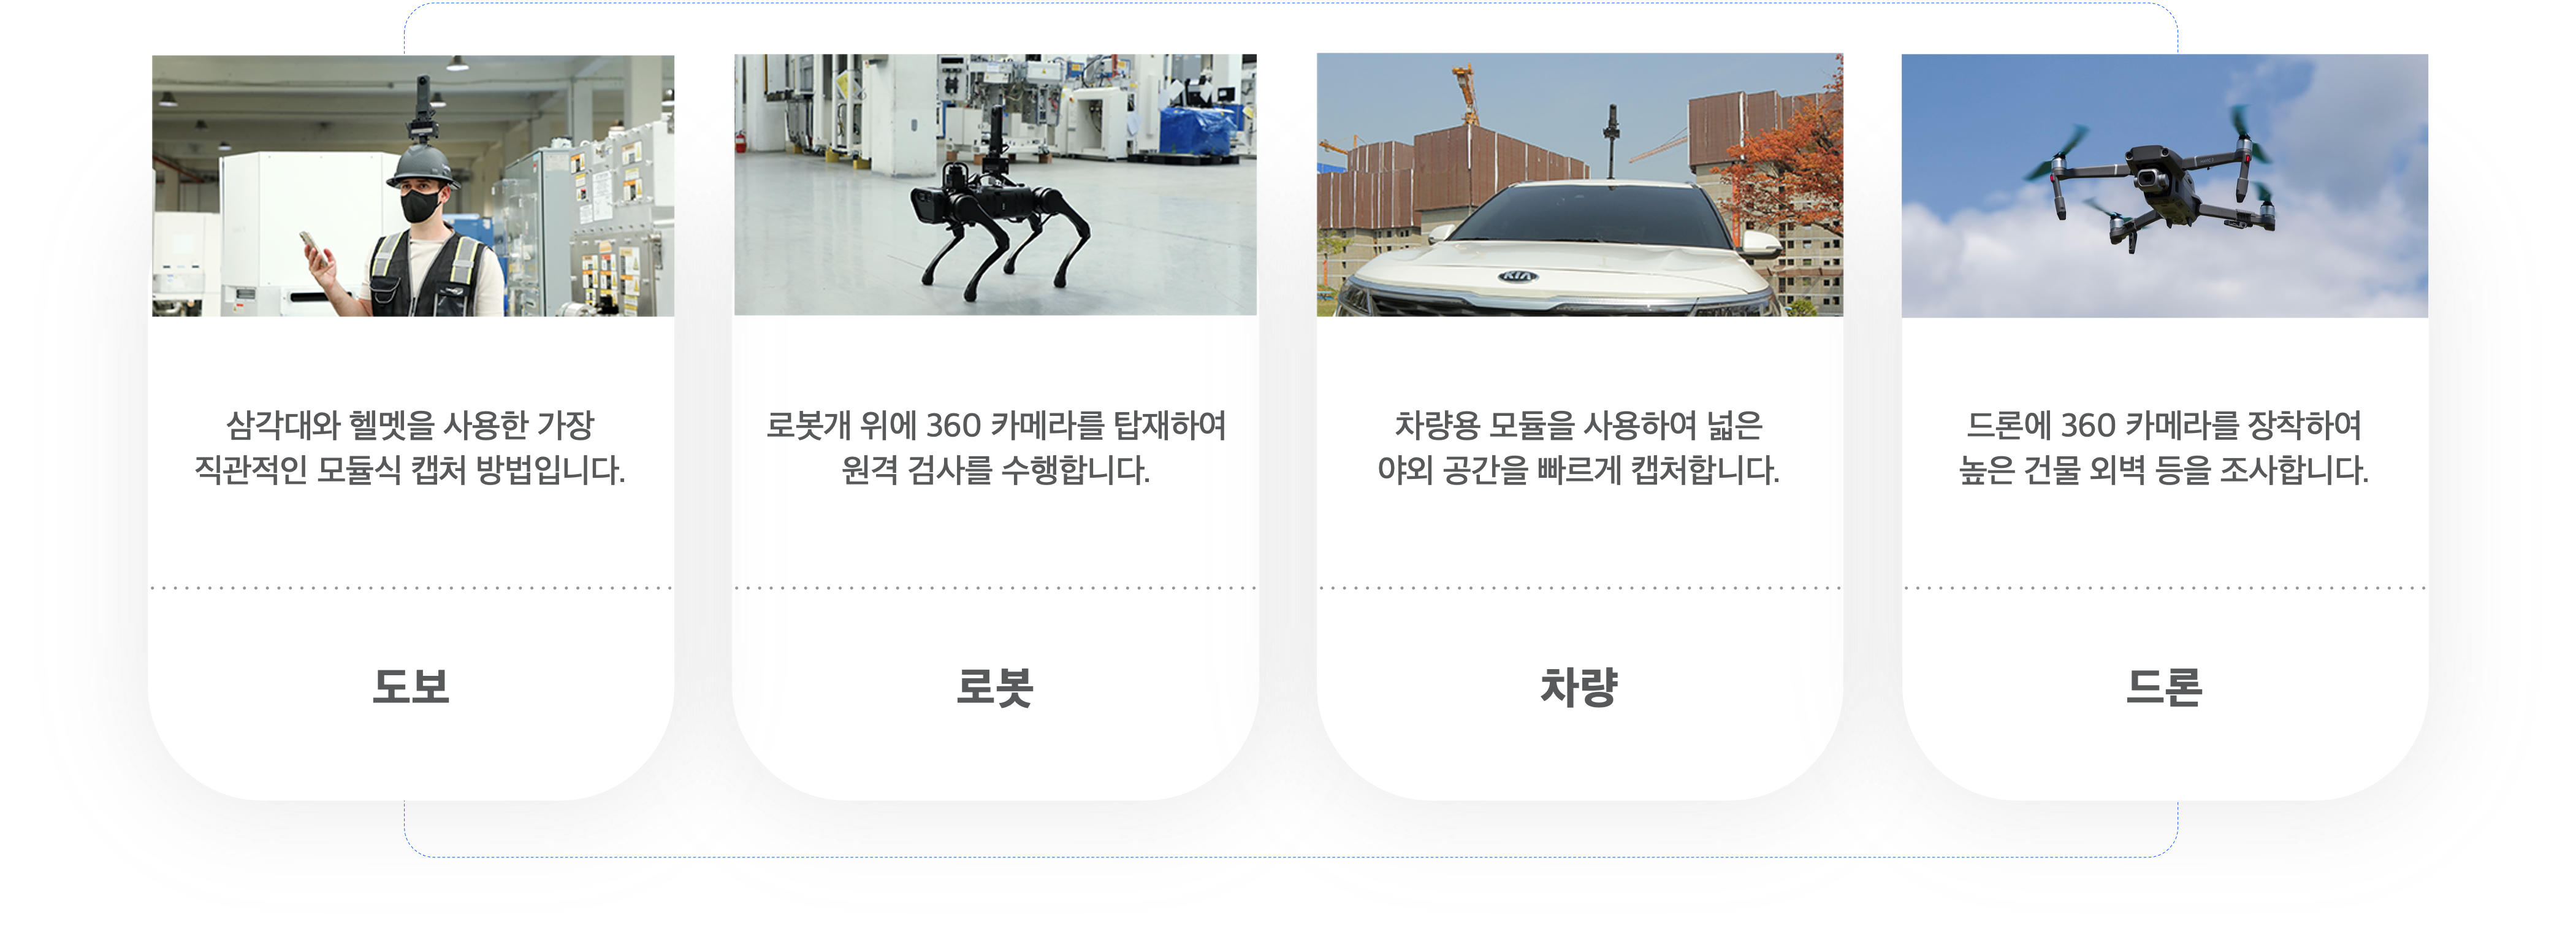 삼각대와 헬멧을 사용한 가장
직관적인 모듈식 캡처 방법입니다.
도보
로봇개 위에 360 카메라를 탑재하여
원격 검사를 수행합니다.
로봇
KIA
차량용 모듈을 사용하여 넓은
야외 공간을 빠르게 캡처합니다.
차량
드론에 360 카메라를 장착하여
높은 건물 외벽 등을 조사합니다.
드론